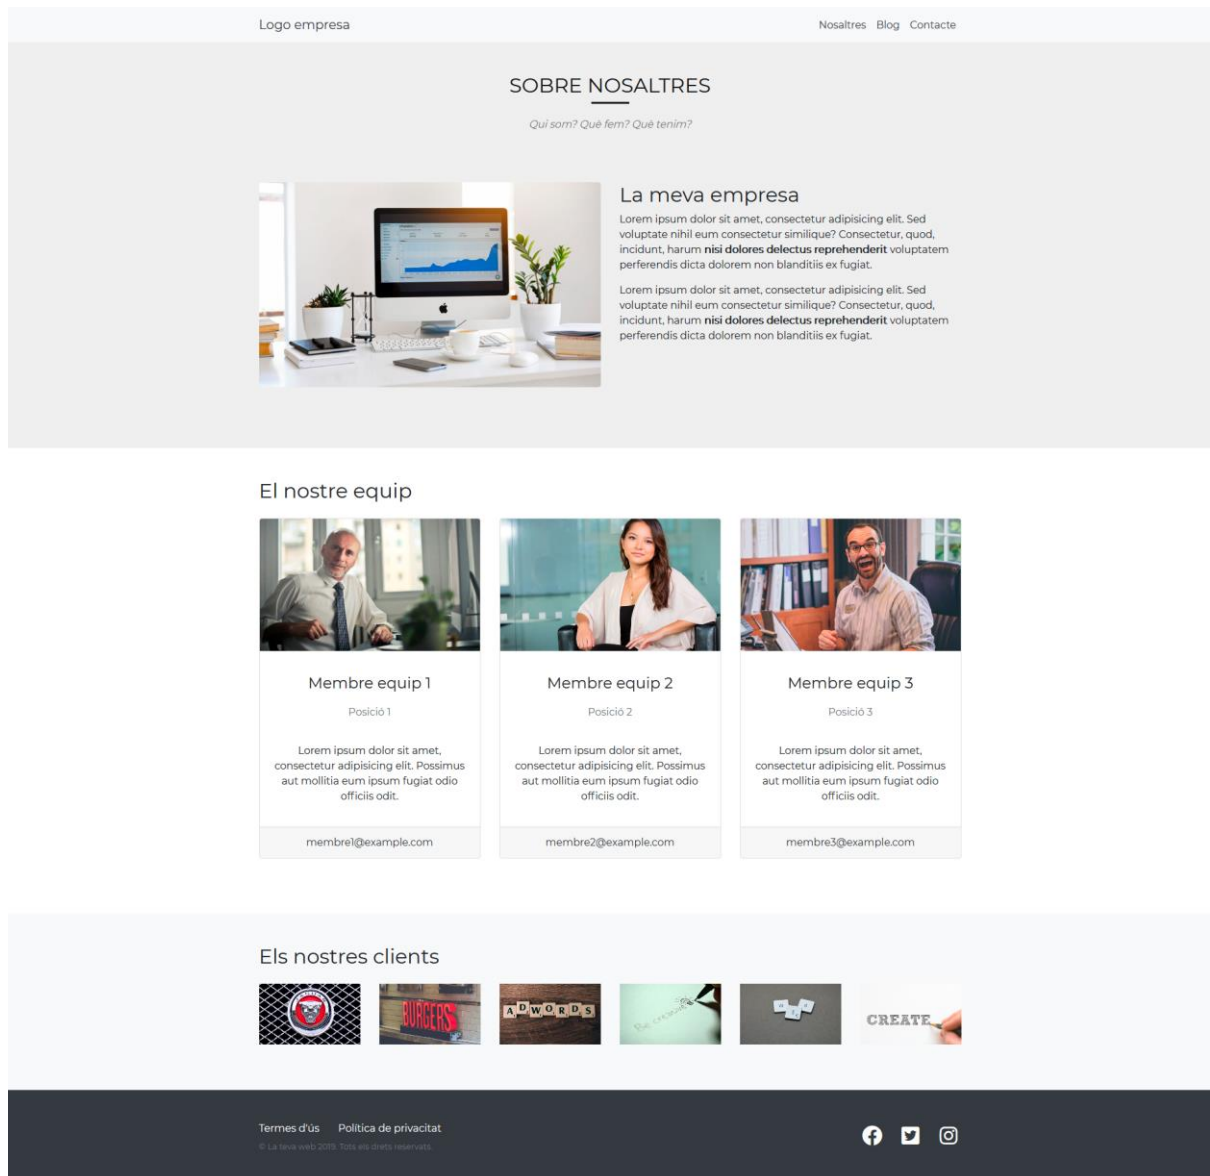 Logo empresa
Nosaltres Blog Contacte
SOBRE NOSALTRES
Qui som? Què fem? Què tenim?
La meva empresa
Lorem ipsum dolor sit amet, consectetur adipisicing elit. Sed
voluptate nihil eum consectetur similique? Consectetur, quod,
incidunt, harum nisi dolores delectus reprehenderit voluptatem
perferendis dicta dolorem non blanditiis ex fugiat.
Lorem ipsum dolor sit amet, consectetur adipisicing elit. Sed
voluptate nihil eum consectetur similique? Consectetur, quod,
incidunt, harum nisi dolores delectus reprehenderit voluptatem
perferendis dicta dolorem non blanditiis ex fugiat.
El nostre equip
Membre equip 1
Posició 1
Lorem ipsum dolor sit amet,
consectetur adipisicing elit. Possimus
aut mollitia eum ipsum fugiat odio
officiis odit.
membre1@example.com
Membre equip 2
Posició 2
Lorem ipsum dolor sit amet,
consectetur adipisicing elit. Possimus
aut mollitia eum ipsum fugiat odio
officiis odit.
membre2@example.com
Membre equip 3
Posició 3
Lorem ipsum dolor sit amet,
consectetur adipisicing elit. Possimus
aut mollitia eum ipsum fugiat odio
officiis odit.
membre3@example.com
Els nostres clients
BURGERS
ADWORDS
Be creative
CREATE
Termes d'ús Política de privacitat
© La teva web 2019. Tots els drets reservats.